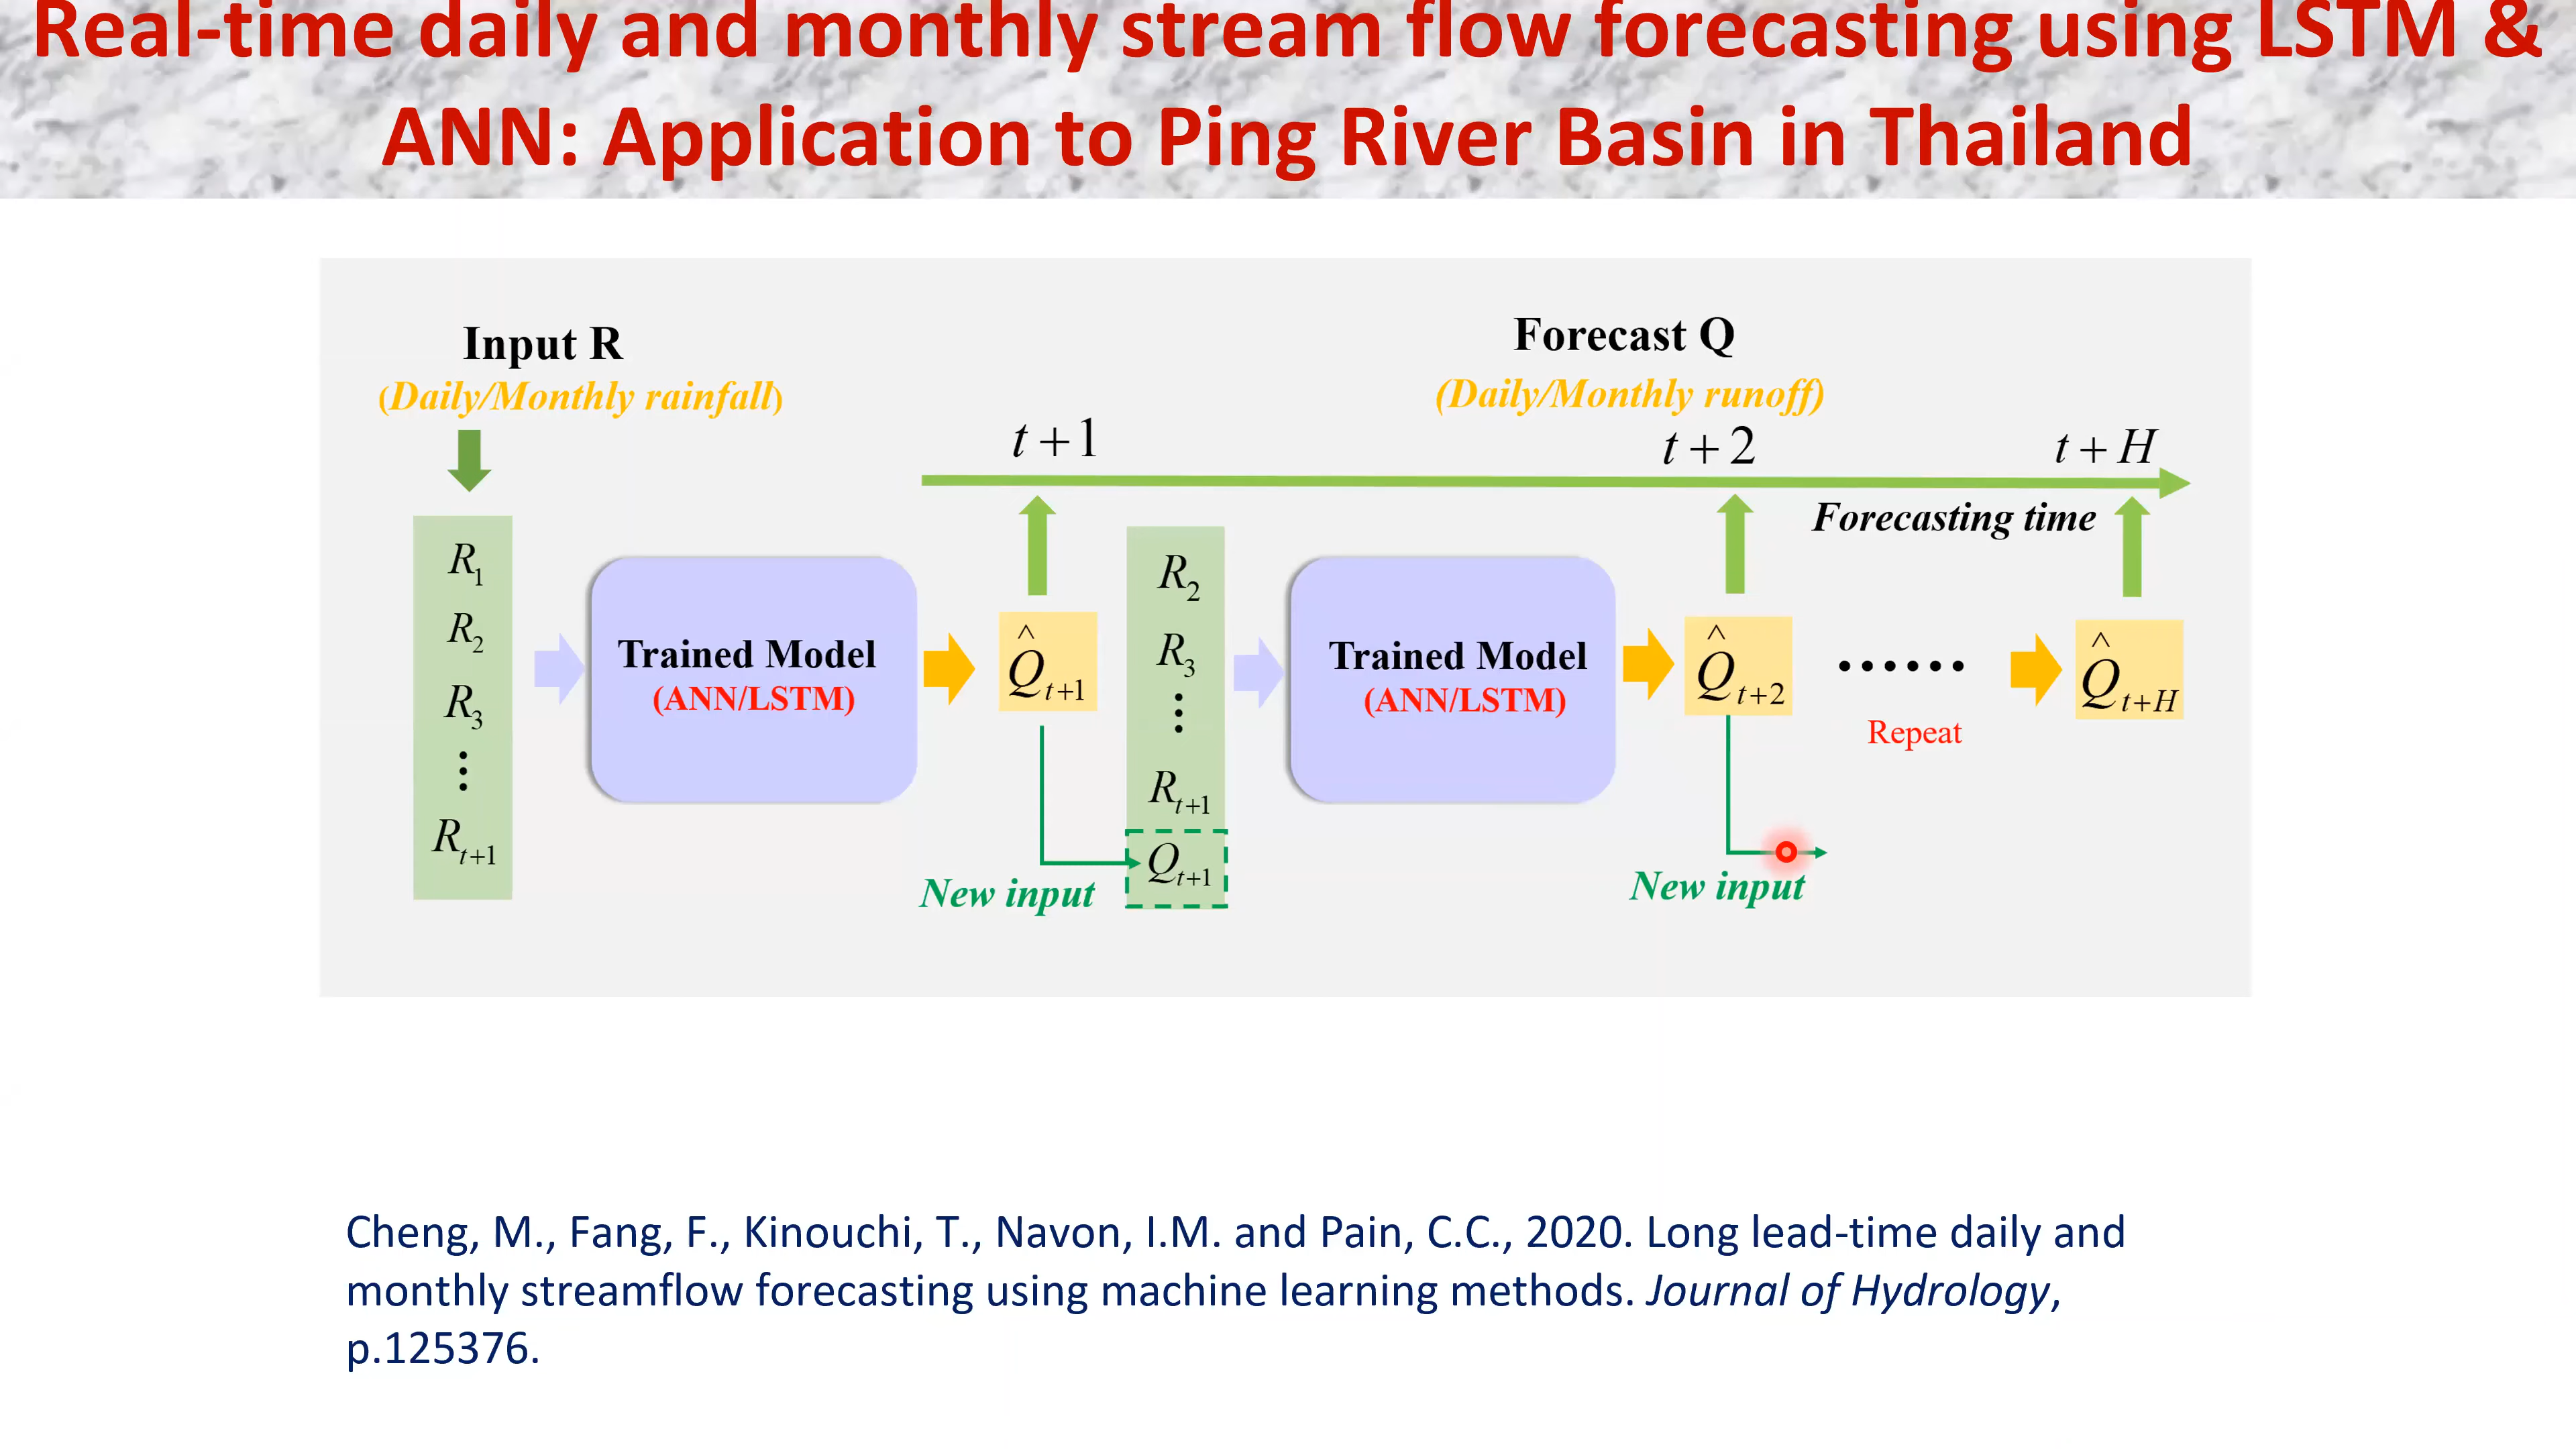 Real-time daily and monthly stream flow forecasting using LSTM &
ANN: Application to Ping River Basin in Thailand
Input R
(Daily/Monthly rainfall)
Forecast Q
(Daily/Monthly runoff)
t + 1
t + 2
t + H
Forecasting time
R₁
R₂
R₃
⋮
R_{t+1}
Trained Model
(ANN/LSTM)
Q̂_{t+1}
New input
R₂
R₃
⋮
R_{t+1}
Q_{t+1}
Trained Model
(ANN/LSTM)
Q̂_{t+2}
New input
......
Repeat
Q̂_{t+H}
Cheng, M., Fang, F., Kinouchi, T., Navon, I.M. and Pain, C.C., 2020. Long lead-time daily and
monthly streamflow forecasting using machine learning methods. Journal of Hydrology,
p.125376.